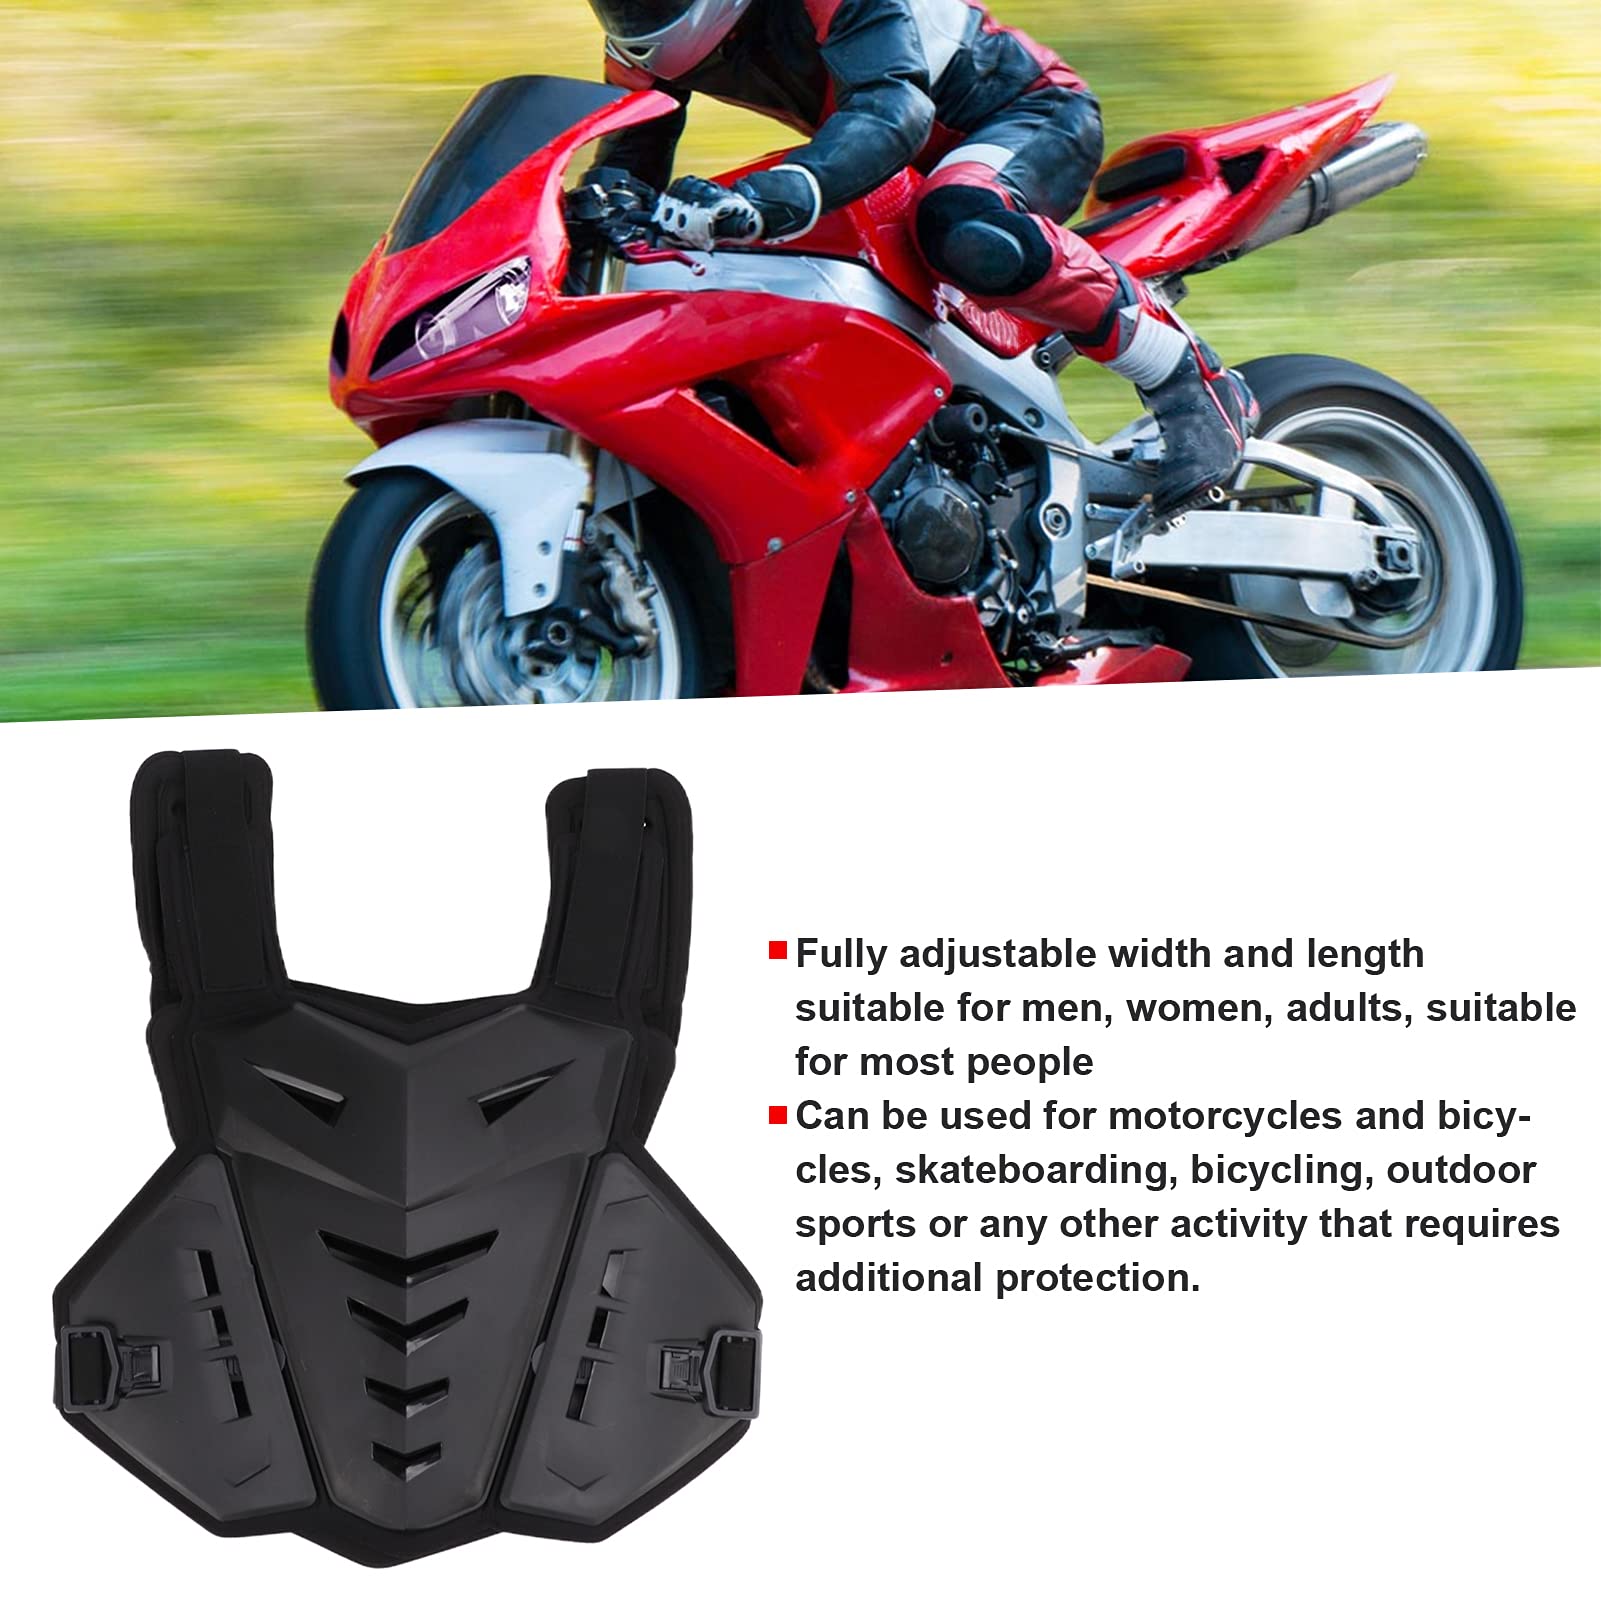 Fully adjustable width and length
suitable for men, women, adults, suitable
for most people
Can be used for motorcycles and bicy-
cles, skateboarding, bicycling, outdoor
sports or any other activity that requires
additional protection.